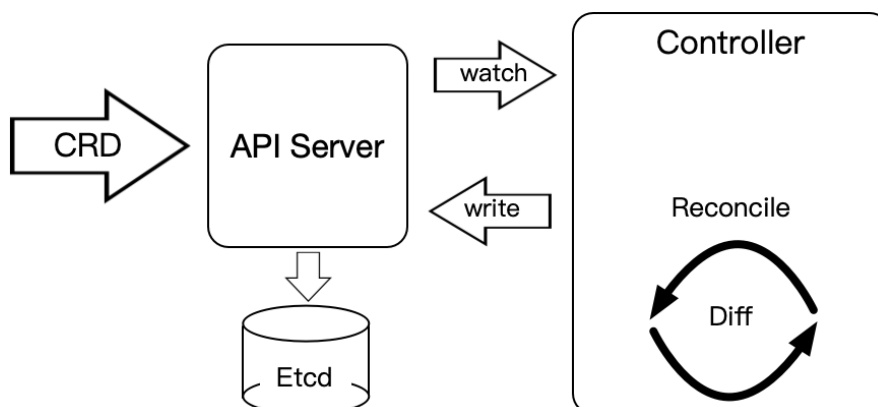 CRD
API Server
watch
write
Etcd
Controller
Reconcile
Diff